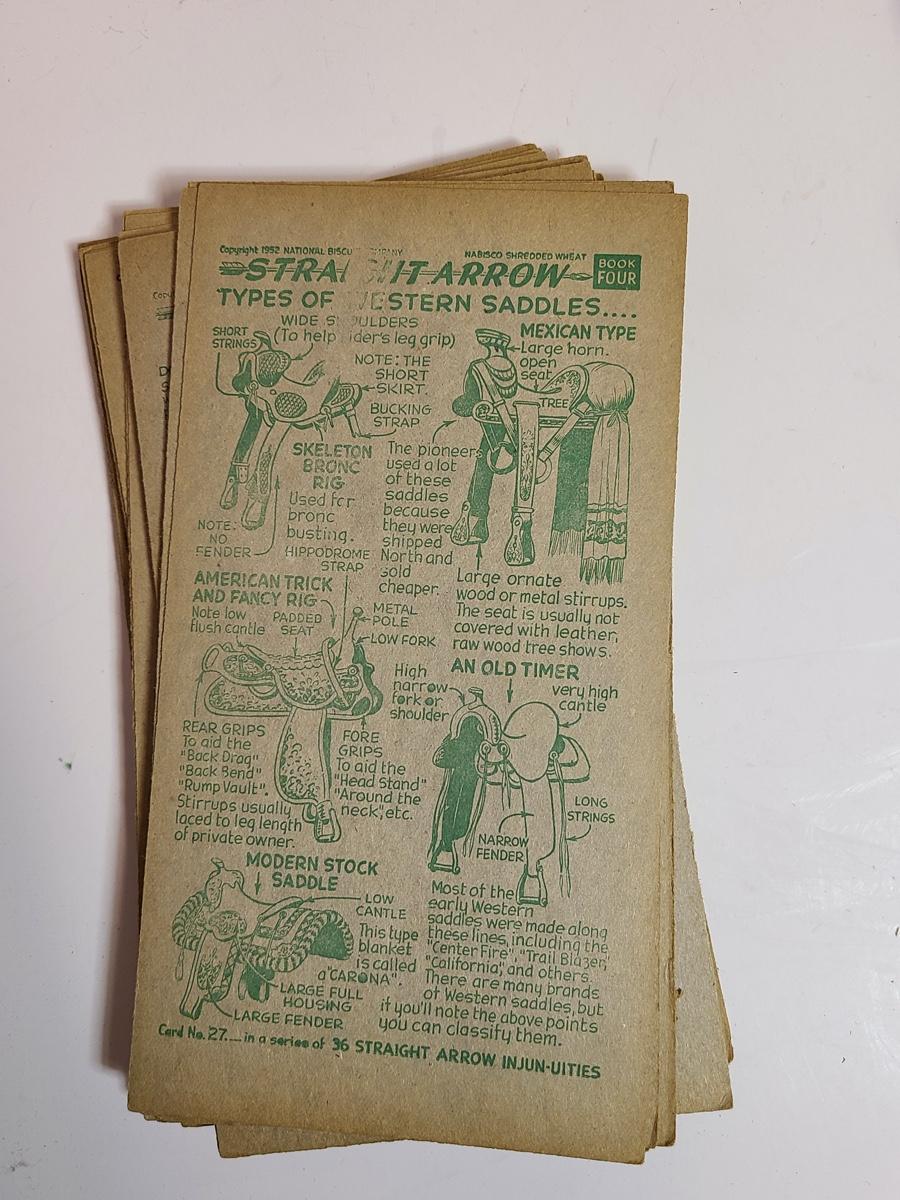 Copyright 1952 NATIONAL BISCUIT COMPANY
NABISCO SHREDDED WHEAT
STRAIGHT ARROW
BOOK
FOUR
TYPES OF WESTERN SADDLES....
WIDE SHOULDERS
(To help rider's leg grip)
SHORT
STRINGS
NOTE: THE
SHORT
SKIRT.
BUCKING
STRAP
SKELETON
BRONC
RIG
Used for
bronc
busting.
NOTE:
NO
FENDER
MEXICAN TYPE
Large horn.
open
seat
TREE
The pioneers
used a lot
of these
saddles
because
they were
shipped
North and
sold
cheaper.
Large ornate
wood or metal stirrups.
The seat is usually not
covered with leather,
raw wood tree shows.
HIPPODROME
STRAP
AMERICAN TRICK
AND FANCY RIG
Note low
flush cantle
PADDED
SEAT
METAL
POLE
LOW FORK
REAR GRIPS
To aid the
"Back Drag"
"Back Bend"
"Rump Vault".
FORE
GRIPS
To aid the
"Head Stand"
"Around the
neck", etc.
Stirrups usually
laced to leg length
of private owner.
AN OLD TIMER
High
narrow
fork or
shoulder
very high
cantle
LONG
STRINGS
NARROW
FENDER
Most of the
early Western
saddles were made along
these lines, including the
"Center Fire", "Trail Blazer,"
"California", and others.
There are many brands
of Western saddles, but
if you'll note the above points
you can classify them.
MODERN STOCK
SADDLE
LOW
CANTLE
This type
blanket
is called
a "CARONA".
LARGE FULL
HOUSING
LARGE FENDER
Card No. 27.... in a series of 36 STRAIGHT ARROW INJUN-UITIES